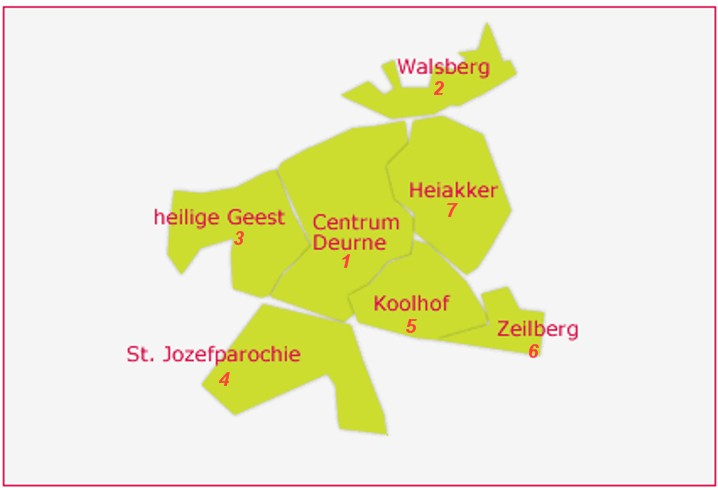 Walsberg
2
Heiakker
7
heilige Geest
3
Centrum
Deurne
1
Koolhof
5
Zeilberg
6
St. Jozefparochie
4